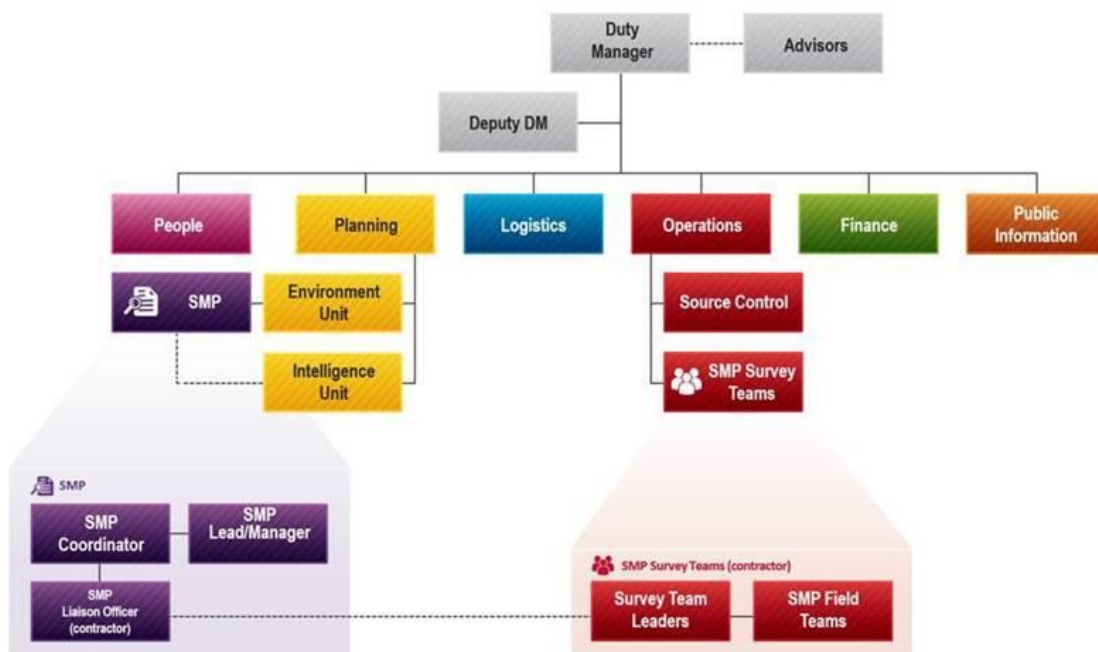 Duty
Manager
Advisors
Deputy DM
People
Planning
Logistics
Operations
Finance
Public
Information
SMP
Environment
Unit
Source Control
Intelligence
Unit
SMP Survey
Teams
SMP
SMP
Coordinator
SMP
Lead/Manager
SMP
Liaison Officer
(contractor)
SMP Survey Teams (contractor)
Survey Team
Leaders
SMP Field
Teams